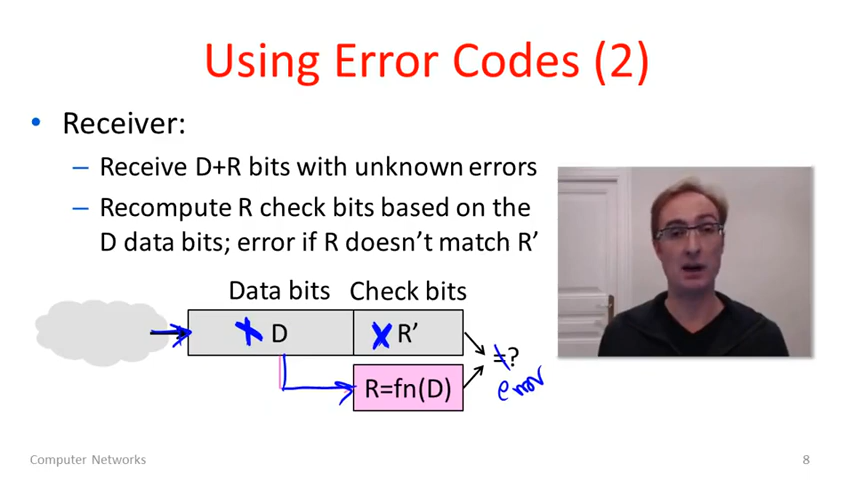 Using Error Codes (2)
• Receiver:
– Receive D+R bits with unknown errors
– Recompute R check bits based on the
D data bits; error if R doesn't match R'
Data bits Check bits
D R'
=?
R=fn(D)
error
Computer Networks 8